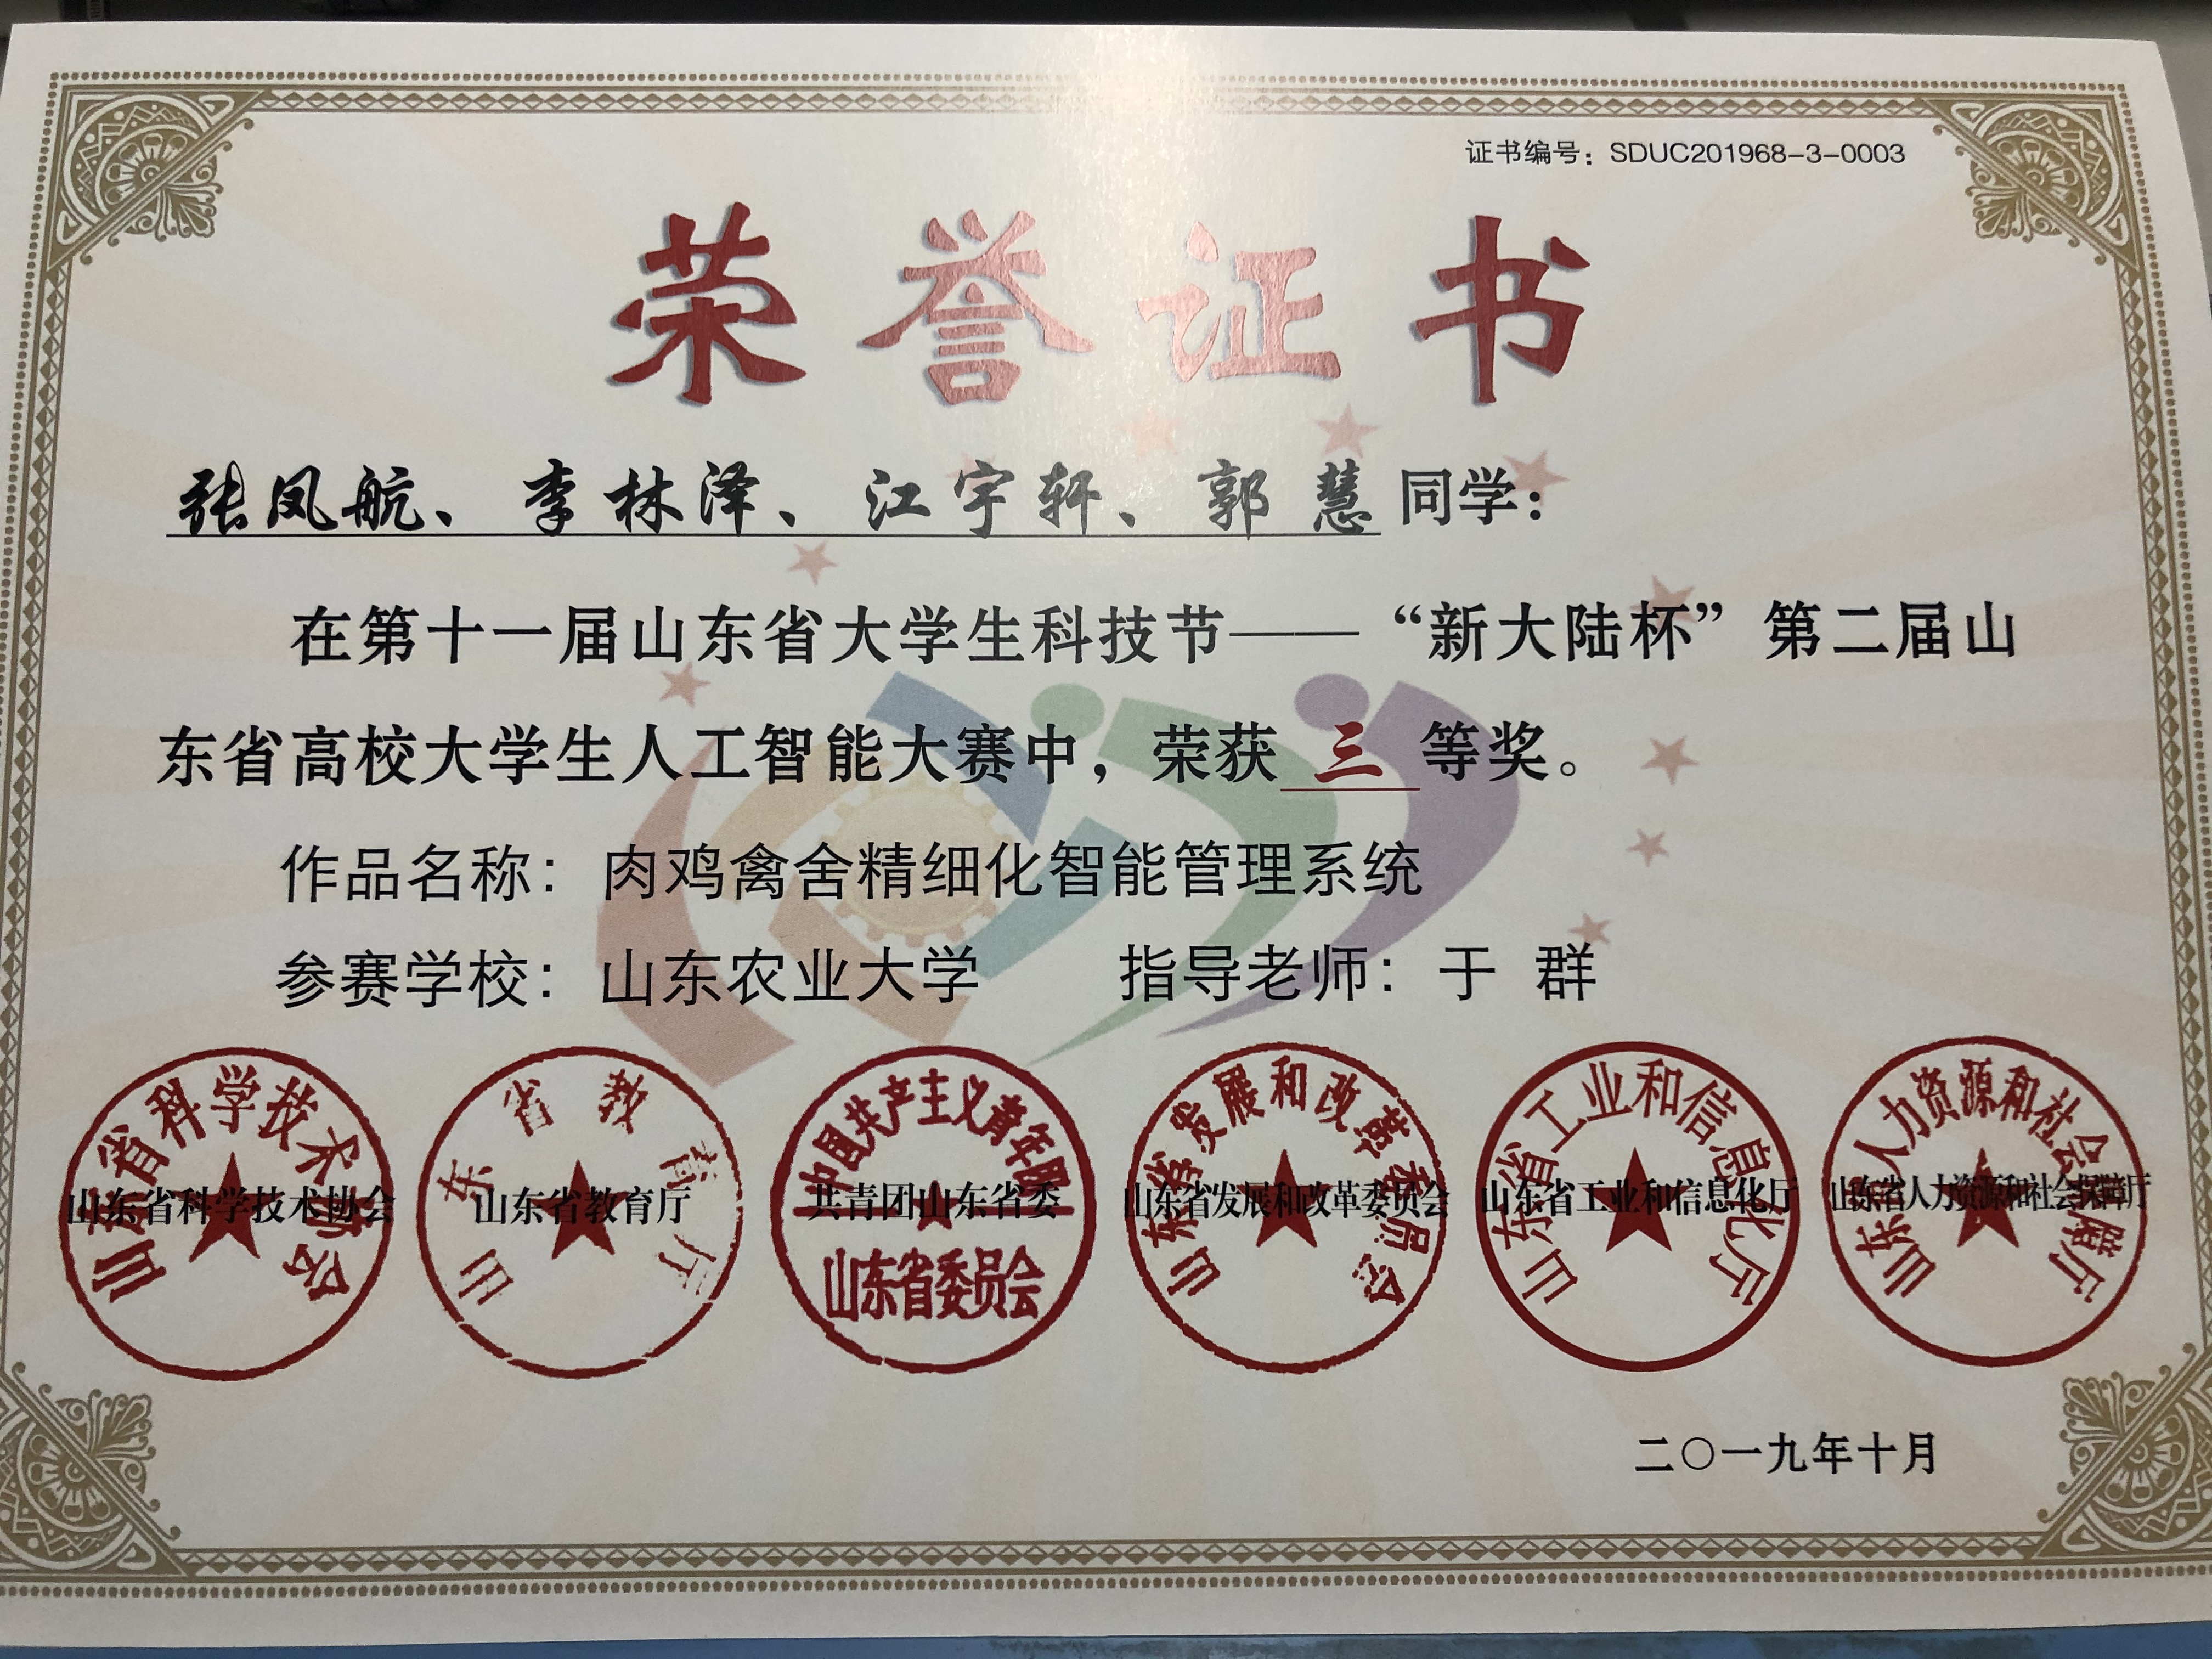 证书编号：SDUC201968-3-0003
荣誉证书
张凤航、李林泽、江宇轩、郭慧同学：
在第十一届山东省大学生科技节——“新大陆杯”第二届山
东省高校大学生人工智能大赛中，荣获三等奖。
作品名称：肉鸡禽舍精细化智能管理系统
参赛学校：山东农业大学 指导老师：于 群
山东省科学技术协会
山东省科学技术协会
山东省教育厅
山东省教育厅
中国共产主义青年团
共青团山东省委
山东省委员会
山东省发展和改革委员会
山东省发展和改革委员会
山东省工业和信息化厅
山东省工业和信息化厅
山东省人力资源和社会保障厅
山东省人力资源和社会保障厅
二〇一九年十月